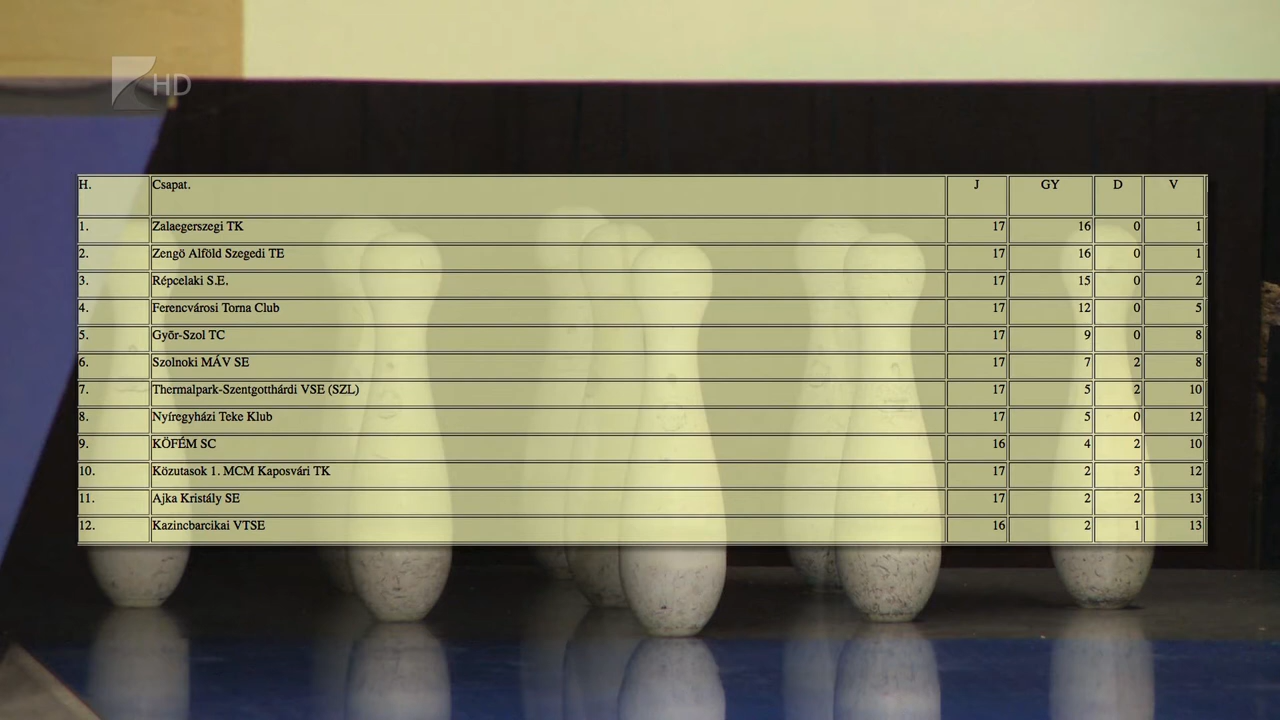 HD
H. Csapat. J GY D V
1. Zalaegerszegi TK 17 16 0 1
2. Zengö Alföld Szegedi TE 17 16 0 1
3. Répcelaki S.E. 17 15 0 2
4. Ferencvárosi Torna Club 17 12 0 5
5. Gyõr-Szol TC 17 9 0 8
6. Szolnoki MÁV SE 17 7 2 8
7. Thermalpark-Szentgotthárdi VSE (SZL) 17 5 2 10
8. Nyíregyházi Teke Klub 17 5 0 12
9. KÖFÉM SC 16 4 2 10
10. Közutasok 1. MCM Kaposvári TK 17 2 3 12
11. Ajka Kristály SE 17 2 2 13
12. Kazincbarcikai VTSE 16 2 1 13